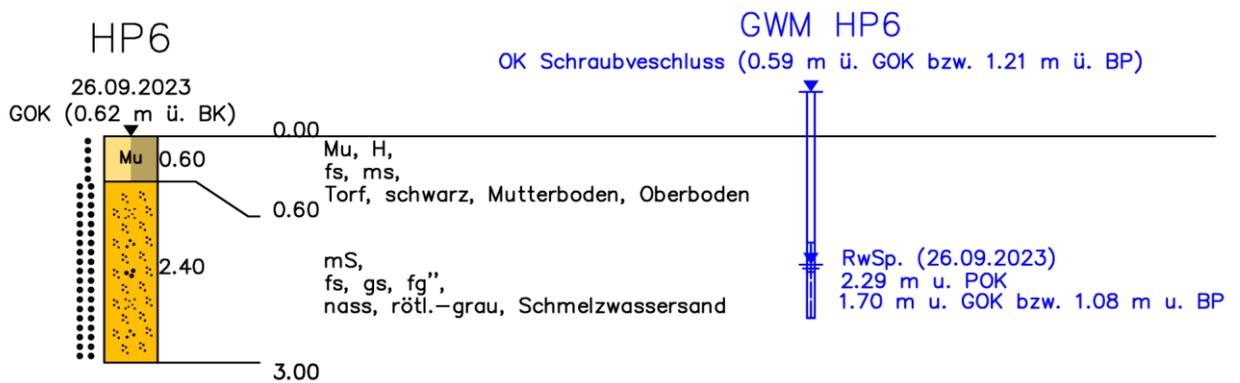 HP6
26.09.2023
GOK (0.62 m ü. BK)
0.00
Mu
0.60
Mu, H,
fs, ms,
Torf, schwarz, Mutterboden, Oberboden
0.60
2.40
mS,
fs, gs, fg’’,
nass, rötl.–grau, Schmelzwassersand
3.00
GWM HP6
OK Schraubveschluss (0.59 m ü. GOK bzw. 1.21 m ü. BP)
RwSp. (26.09.2023)
2.29 m u. POK
1.70 m u. GOK bzw. 1.08 m u. BP